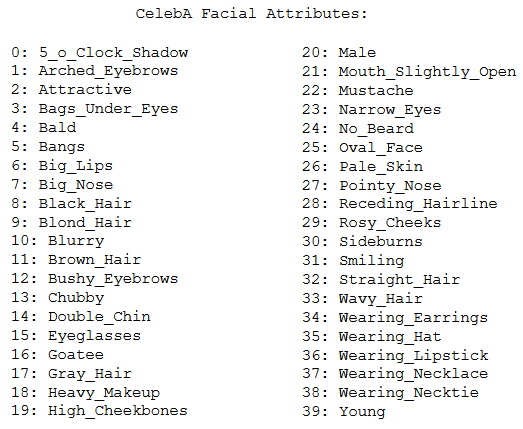 CelebA Facial Attributes:
0: 5_o_Clock_Shadow
1: Arched_Eyebrows
2: Attractive
3: Bags_Under_Eyes
4: Bald
5: Bangs
6: Big_Lips
7: Big_Nose
8: Black_Hair
9: Blond_Hair
10: Blurry
11: Brown_Hair
12: Bushy_Eyebrows
13: Chubby
14: Double_Chin
15: Eyeglasses
16: Goatee
17: Gray_Hair
18: Heavy_Makeup
19: High_Cheekbones
20: Male
21: Mouth_Slightly_Open
22: Mustache
23: Narrow_Eyes
24: No_Beard
25: Oval_Face
26: Pale_Skin
27: Pointy_Nose
28: Receding_Hairline
29: Rosy_Cheeks
30: Sideburns
31: Smiling
32: Straight_Hair
33: Wavy_Hair
34: Wearing_Earrings
35: Wearing_Hat
36: Wearing_Lipstick
37: Wearing_Necklace
38: Wearing_Necktie
39: Young